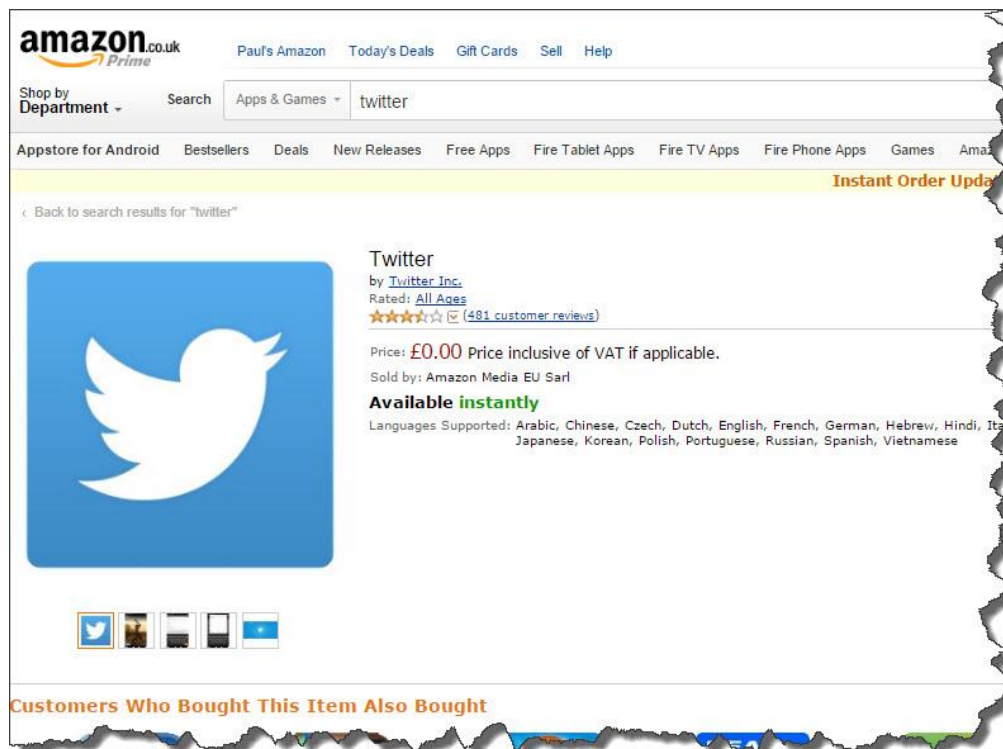 amazon.co.uk
Prime
Paul's Amazon Today's Deals Gift Cards Sell Help
Shop by
Department
Search Apps & Games twitter
Appstore for Android Bestsellers Deals New Releases Free Apps Fire Tablet Apps Fire TV Apps Fire Phone Apps Games
Instant Order
‹ Back to search results for "twitter"
Twitter
by Twitter Inc.
Rated: All Ages
(481 customer reviews)
Price: £0.00 Price inclusive of VAT if applicable.
Sold by: Amazon Media EU Sarl
Available instantly
Languages Supported: Arabic, Chinese, Czech, Dutch, English, French, German, Hebrew, Hindi,
Japanese, Korean, Polish, Portuguese, Russian, Spanish, Vietnamese
Customers Who Bought This Item Also Bought